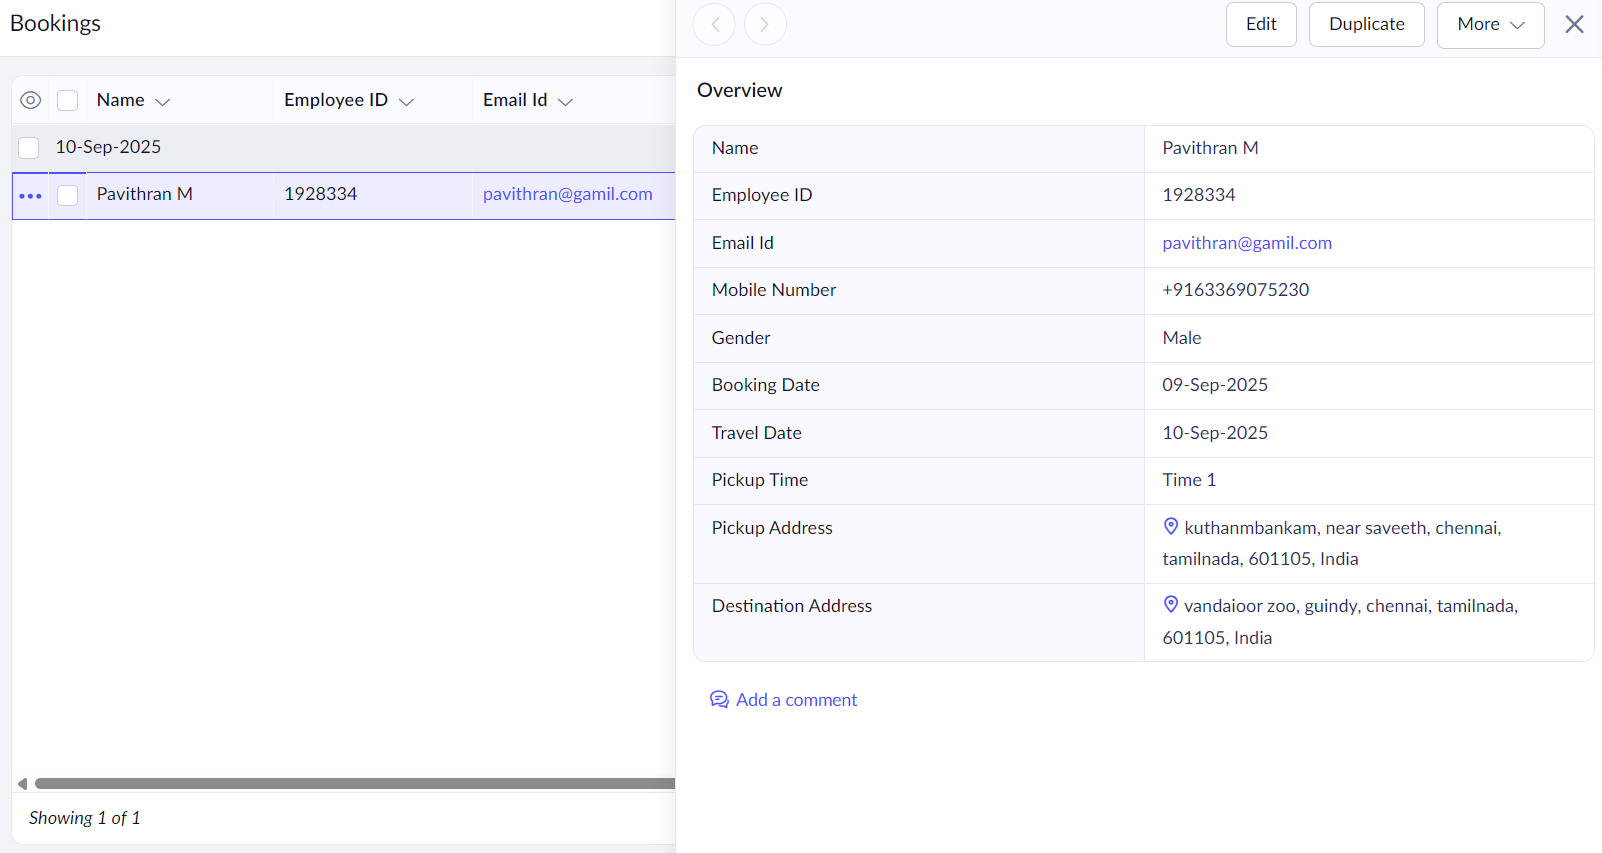 Bookings
Edit
Duplicate
More
Overview
Name
Employee ID
Email Id
10-Sep-2025
Pavithran M
1928334
pavithran@gamil.com
Showing 1 of 1
Name
Pavithran M
Employee ID
1928334
Email Id
pavithran@gamil.com
Mobile Number
+9163369075230
Gender
Male
Booking Date
09-Sep-2025
Travel Date
10-Sep-2025
Pickup Time
Time 1
Pickup Address
kuthanmbankam, near saveeth, chennai,
tamilnada, 601105, India
Destination Address
vandaioor zoo, guindy, chennai, tamilnada,
601105, India
Add a comment